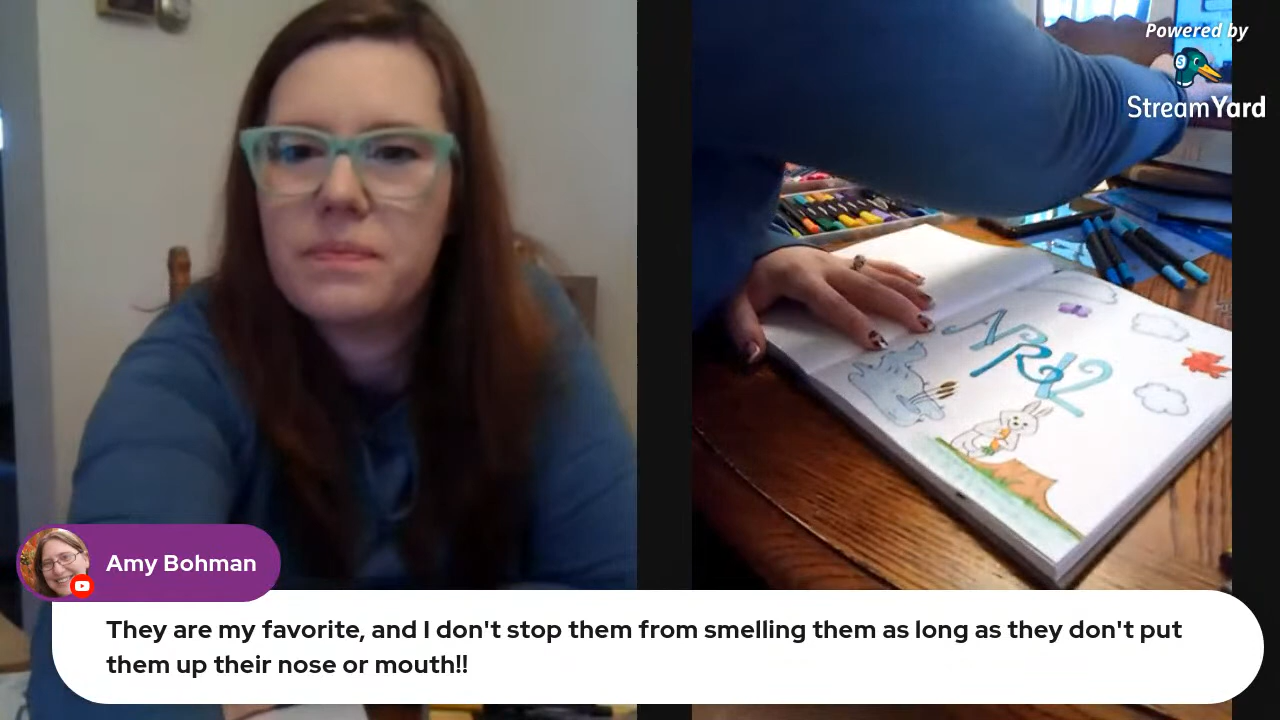 Powered by
StreamYard
APRIL
Amy Bohman
They are my favorite, and I don't stop them from smelling them as long as they don't put
them up their nose or mouth!!